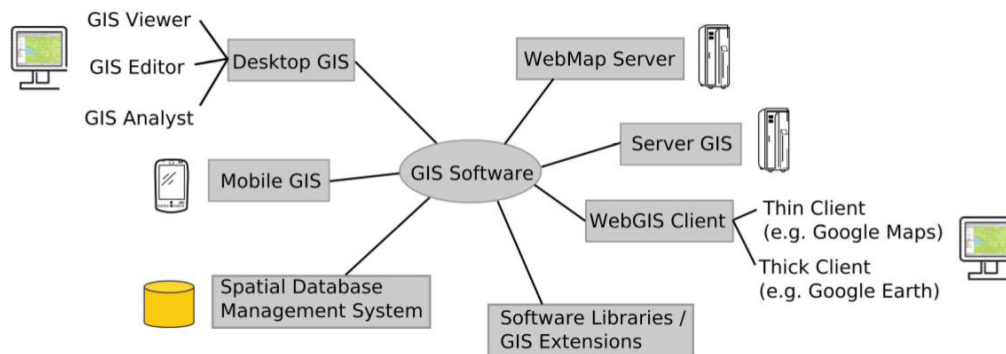 GIS Viewer
GIS Editor
GIS Analyst
Desktop GIS
WebMap Server
Server GIS
GIS Software
Mobile GIS
WebGIS Client
Thin Client
(e.g. Google Maps)
Thick Client
(e.g. Google Earth)
Spatial Database
Management System
Software Libraries /
GIS Extensions